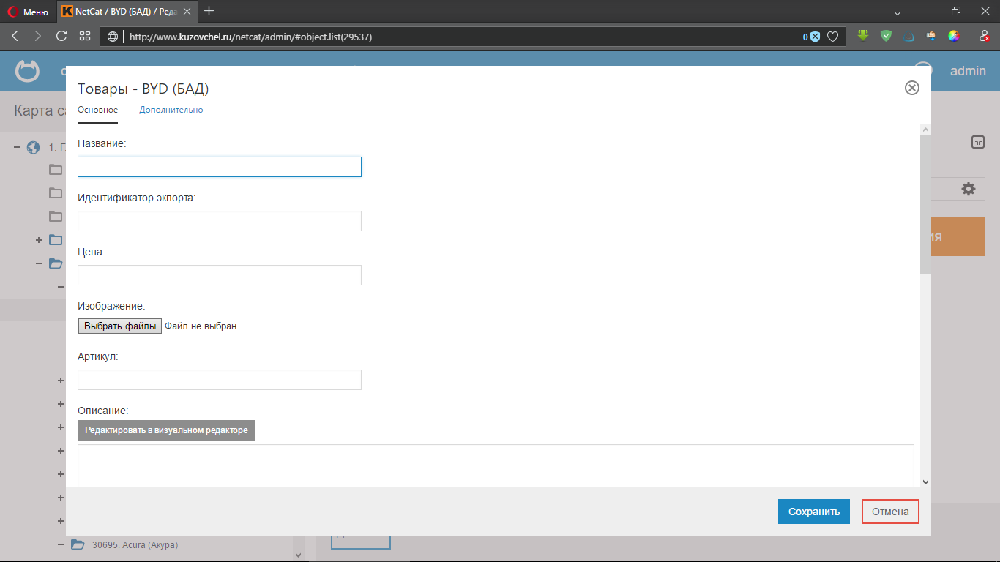 Меню
NetCat / BYD (БАД) / Реда
http://www.kuzovchel.ru/netcat/admin/#object.list(29537)
0
admin
Карта са
Товары - BYD (БАД)
Основное
Дополнительно
1. Г
Название:
Идентификатор экпорта:
ия
Цена:
Изображение:
Выбрать файлы
Файл не выбран
Артикул:
Описание:
Редактировать в визуальном редакторе
Сохранить
Отмена
Добавить
30695. Acura (Акура)